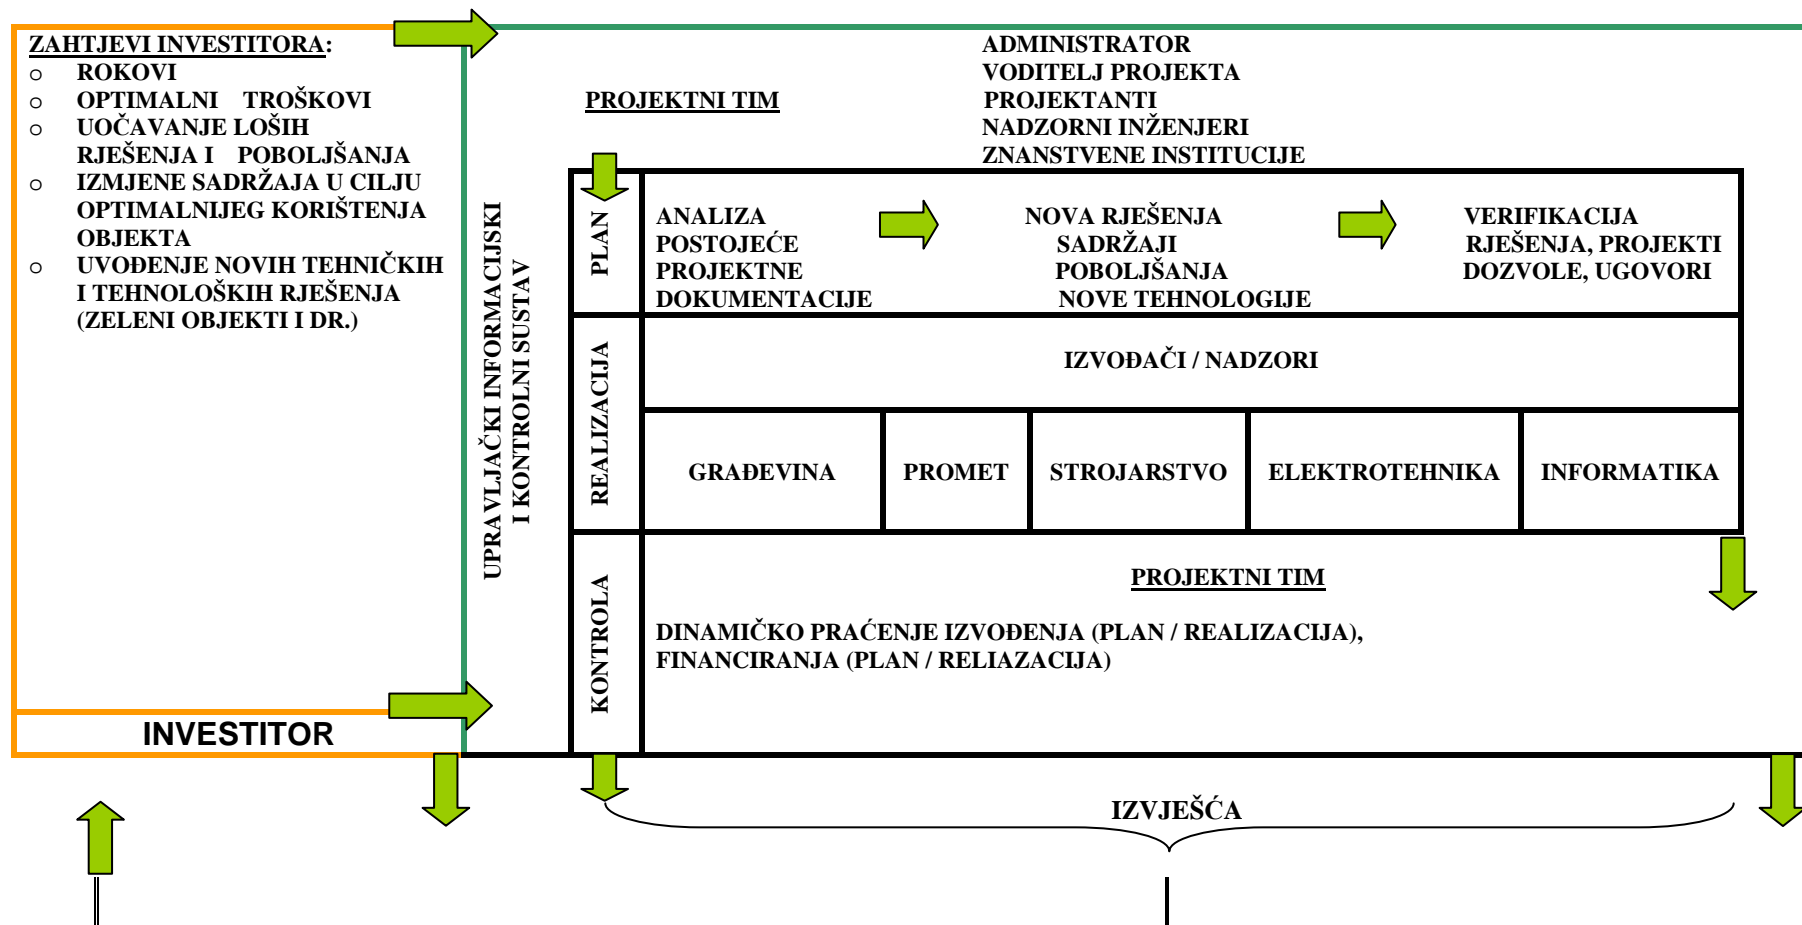 ZAHTJEVI INVESTITORA:
o ROKOVI
o OPTIMALNI TROŠKOVI
o UOČAVANJE LOŠIH
RJEŠENJA I POBOLJŠANJA
o IZMJENE SADRŽAJA U CILJU
OPTIMALNIJEG KORIŠTENJA
OBJEKTA
o UVOĐENJE NOVIH TEHNIČKIH
I TEHNOLOŠKIH RJEŠENJA
(ZELENI OBJEKTI I DR.)
INVESTITOR
UPRAVLJAČKI INFORMACIJSKI
I KONTROLNI SUSTAV
PROJEKTNI TIM
ADMINISTRATOR
VODITELJ PROJEKTA
PROJEKTANTI
NADZORNI INŽENJERI
ZNANSTVENE INSTITUCIJE
PLAN
ANALIZA
POSTOJEĆE
PROJEKTNE
DOKUMENTACIJE
NOVA RJEŠENJA
SADRŽAJI
POBOLJŠANJA
NOVE TEHNOLOGIJE
VERIFIKACIJA
RJEŠENJA, PROJEKTI
DOZVOLE, UGOVORI
REALIZACIJA
IZVOĐAČI / NADZORI
GRAĐEVINA
PROMET
STROJARSTVO
ELEKTROTEHNIKA
INFORMATIKA
KONTROLA
PROJEKTNI TIM
DINAMIČKO PRAĆENJE IZVOĐENJA (PLAN / REALIZACIJA),
FINANCIRANJA (PLAN / RELIAZACIJA)
IZVJEŠĆA